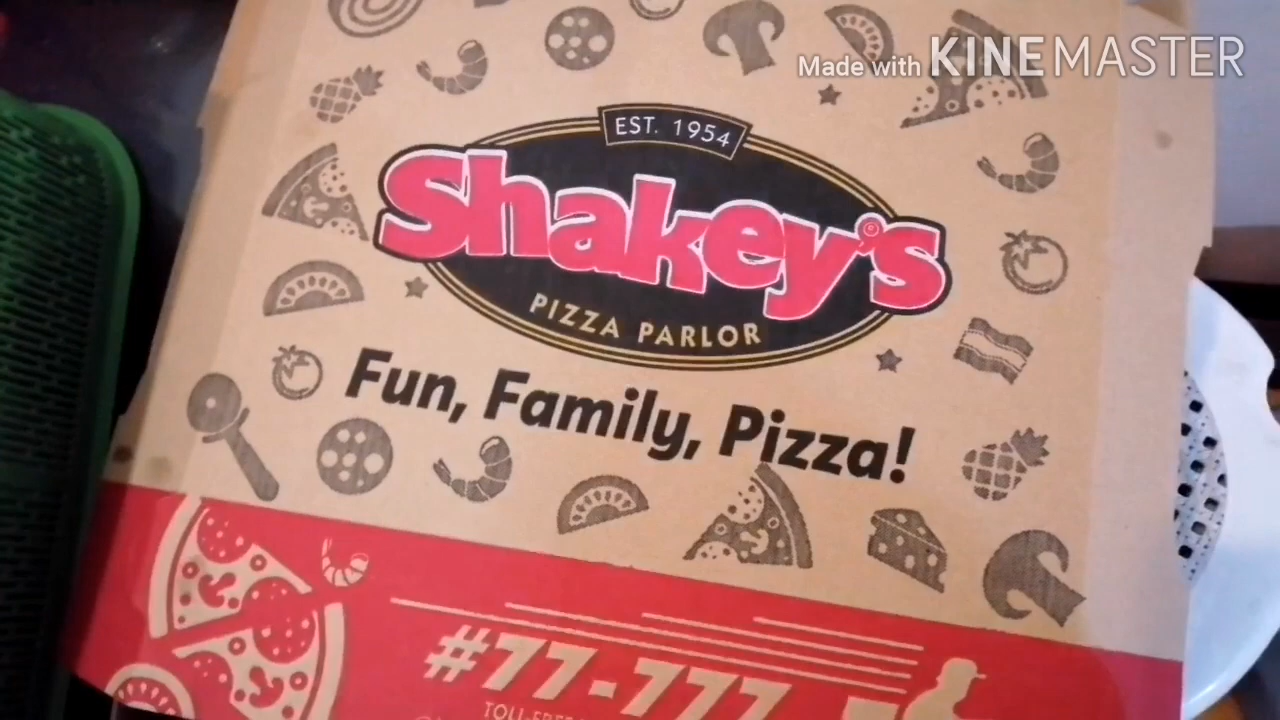 Made with KINEMASTER
EST. 1954
Shakey's
PIZZA PARLOR
Fun, Family, Pizza!
#77-777